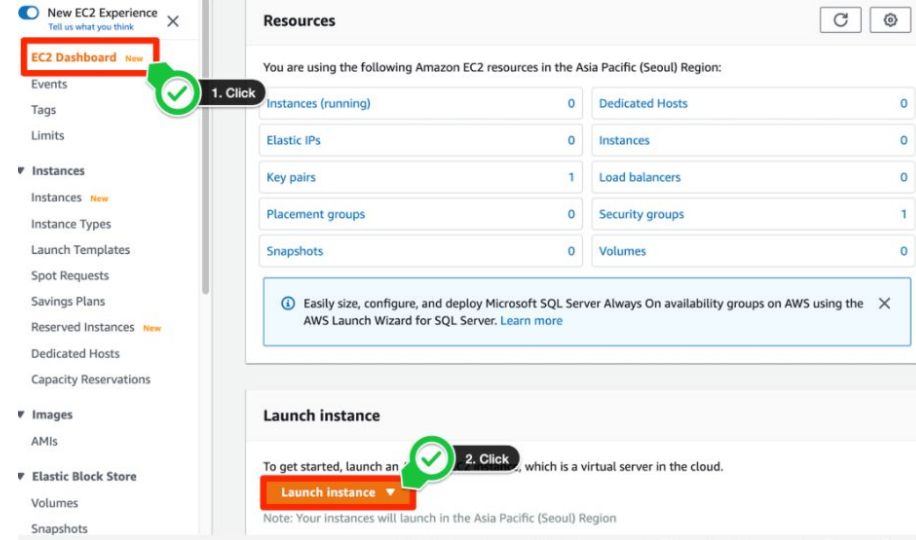 New EC2 Experience
Tell us what you think
EC2 Dashboard New
Events
Tags
Limits
Instances
Instances New
Instance Types
Launch Templates
Spot Requests
Savings Plans
Reserved Instances New
Dedicated Hosts
Capacity Reservations
Images
AMIs
Elastic Block Store
Volumes
Snapshots
1. Click
Resources
You are using the following Amazon EC2 resources in the Asia Pacific (Seoul) Region:
Instances (running) 0 Dedicated Hosts 0
Elastic IPs 0 Instances 0
Key pairs 1 Load balancers 0
Placement groups 0 Security groups 1
Snapshots 0 Volumes 0
Easily size, configure, and deploy Microsoft SQL Server Always On availability groups on AWS using the
AWS Launch Wizard for SQL Server. Learn more
Launch instance
2. Click
To get started, launch an instance, which is a virtual server in the cloud.
Launch instance
Note: Your instances will launch in the Asia Pacific (Seoul) Region